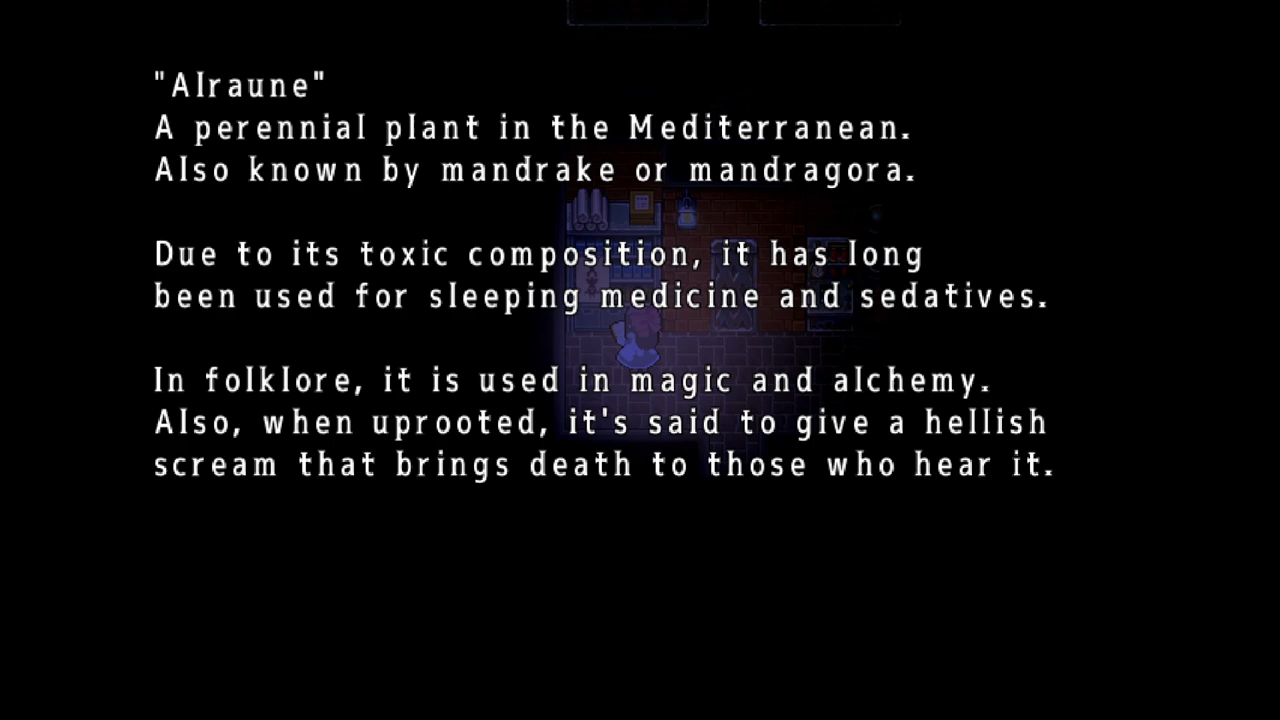 "Alraune"
A perennial plant in the Mediterranean.
Also known by mandrake or mandragora.
Due to its toxic composition, it has long
been used for sleeping medicine and sedatives.
In folklore, it is used in magic and alchemy.
Also, when uprooted, it's said to give a hellish
scream that brings death to those who hear it.